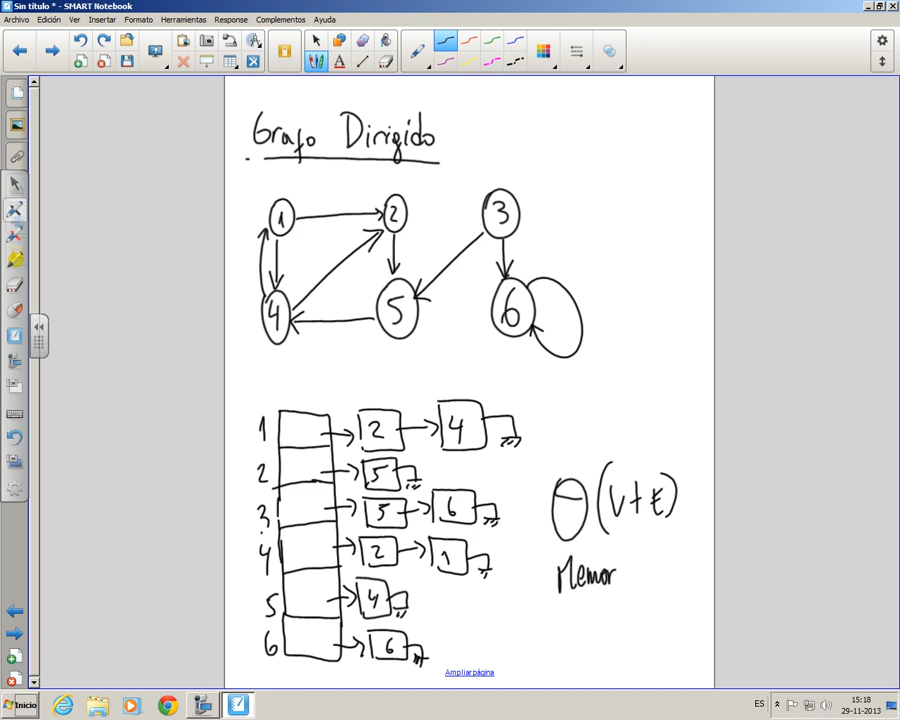 Sin título * - SMART Notebook
Archivo Edición Ver Insertar Formato Herramientas Response Complementos Ayuda
Grafo Dirigido
1 2 3
4 5 6
1 2 4
2 5
3 5 6
θ(V+E)
4 2 1
Memor
5 4
6 6
Ampliar página
Inicio
ES
15:18
29-11-2013